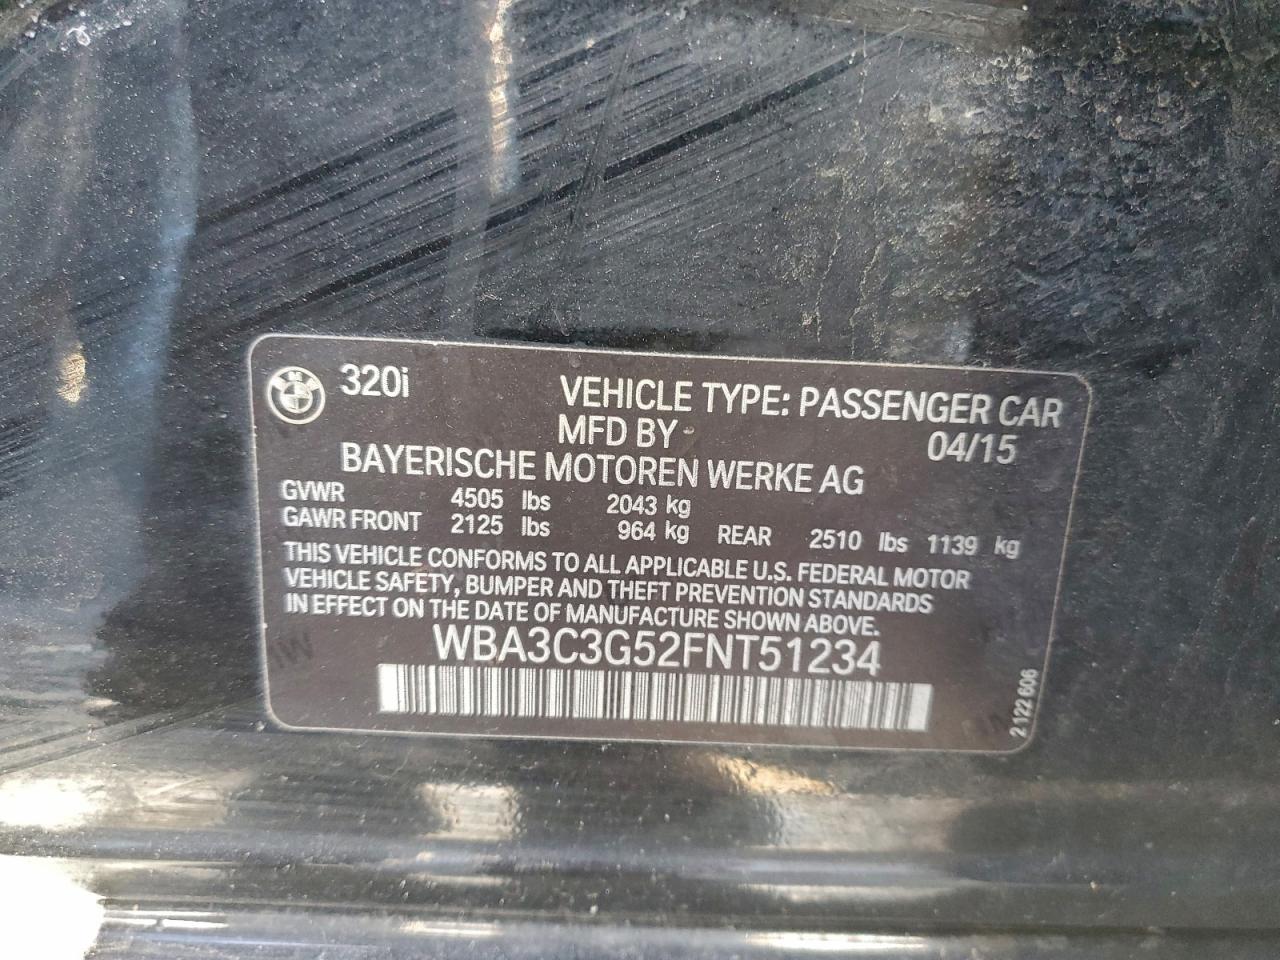 320i VEHICLE TYPE: PASSENGER CAR
MFD BY 04/15
BAYERISCHE MOTOREN WERKE AG
GVWR 4505 lbs 2043 kg
GAWR FRONT 2125 lbs 964 kg REAR 2510 lbs 1139 kg
THIS VEHICLE CONFORMS TO ALL APPLICABLE U.S. FEDERAL MOTOR
VEHICLE SAFETY, BUMPER AND THEFT PREVENTION STANDARDS
IN EFFECT ON THE DATE OF MANUFACTURE SHOWN ABOVE.
WBA3C3G52FNT51234
2 122 606